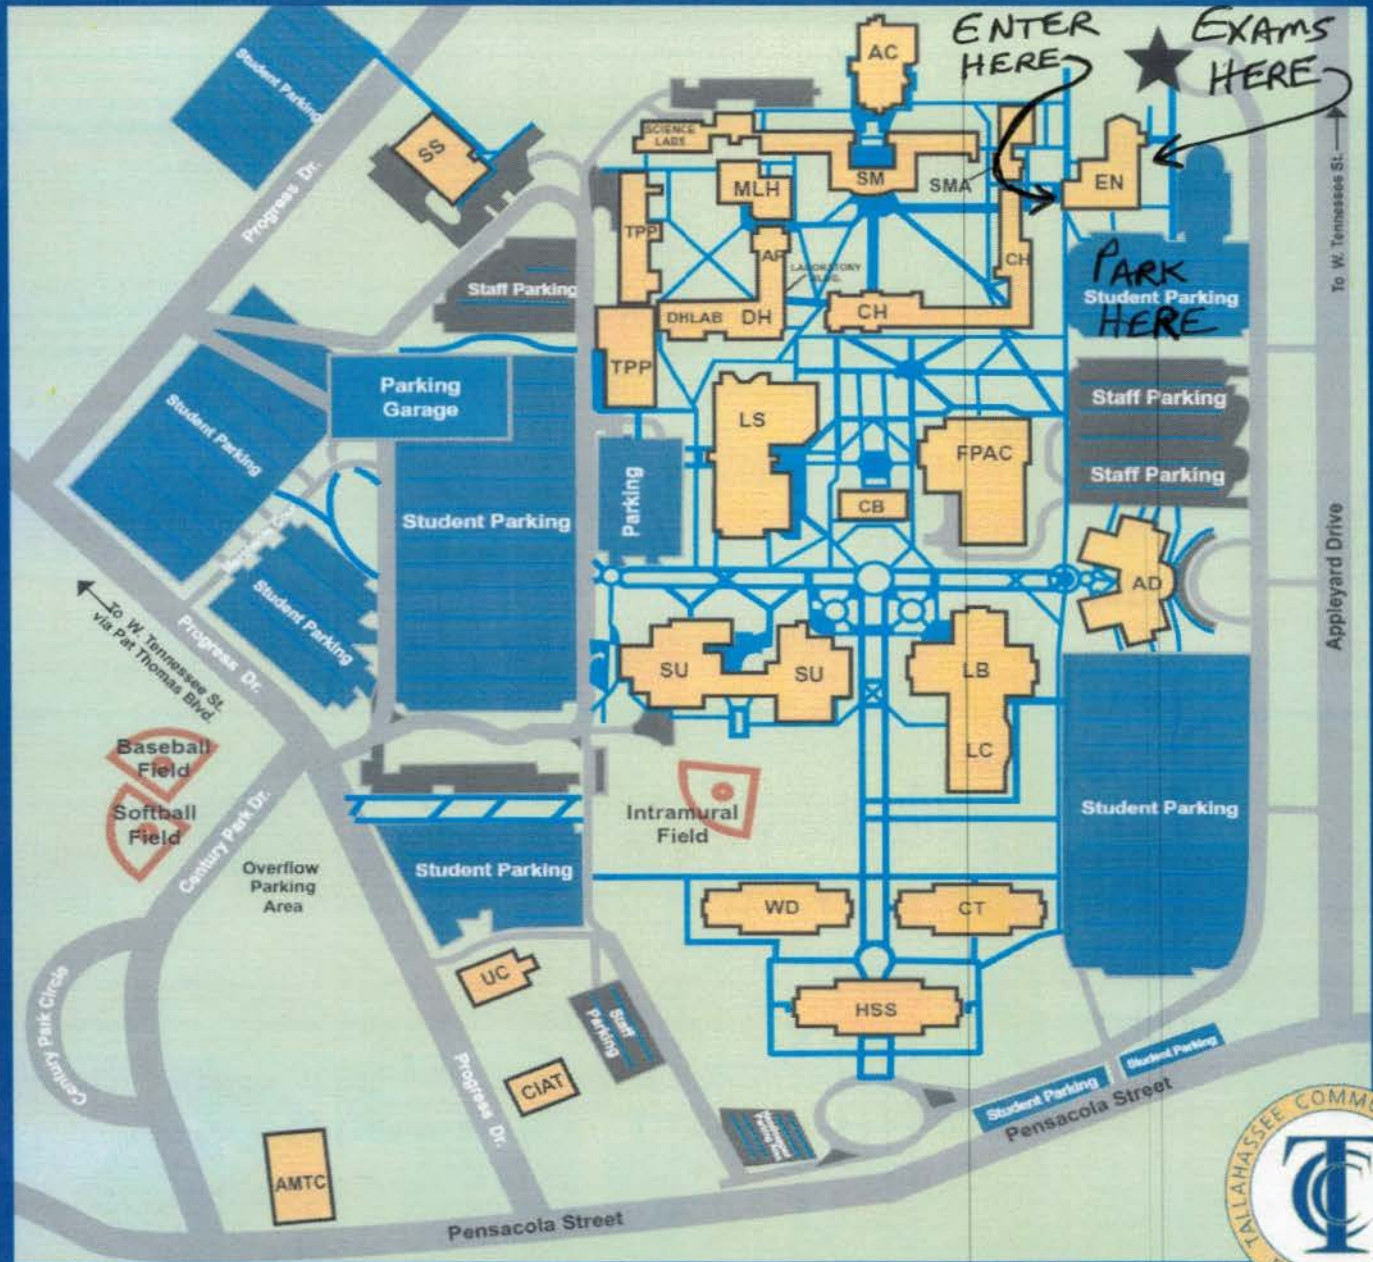 ENTER
HERE
EXAMS
HERE
AC
Student Parking
SS
Progress Dr.
SCIENCE
LABS
MLH
SM
SMA
EN
To W. Tennessee St.
TPP
AP
LABORATORY
CH
PARK
Student Parking
HERE
Staff Parking
DHLAB
DH
CH
TPP
Parking
Garage
Student Parking
LS
Staff Parking
FPAC
Staff Parking
Parking
CB
Student Parking
Appleyard Drive
AD
Student Parking
To W. Tennessee St.
via Pat Thomas Blvd.
Progress Dr.
SU
SU
LB
LC
Baseball
Field
Softball
Field
Century Park Dr.
Intramural
Field
Student Parking
Overflow
Parking
Area
Student Parking
WD
CT
UC
Century Park Circle
Staff
Parking
HSS
CIAT
Progress Dr.
Student Parking
Student Parking
Pensacola Street
AMTC
Pensacola Street
TALLAHASSEE COMMU
TCC